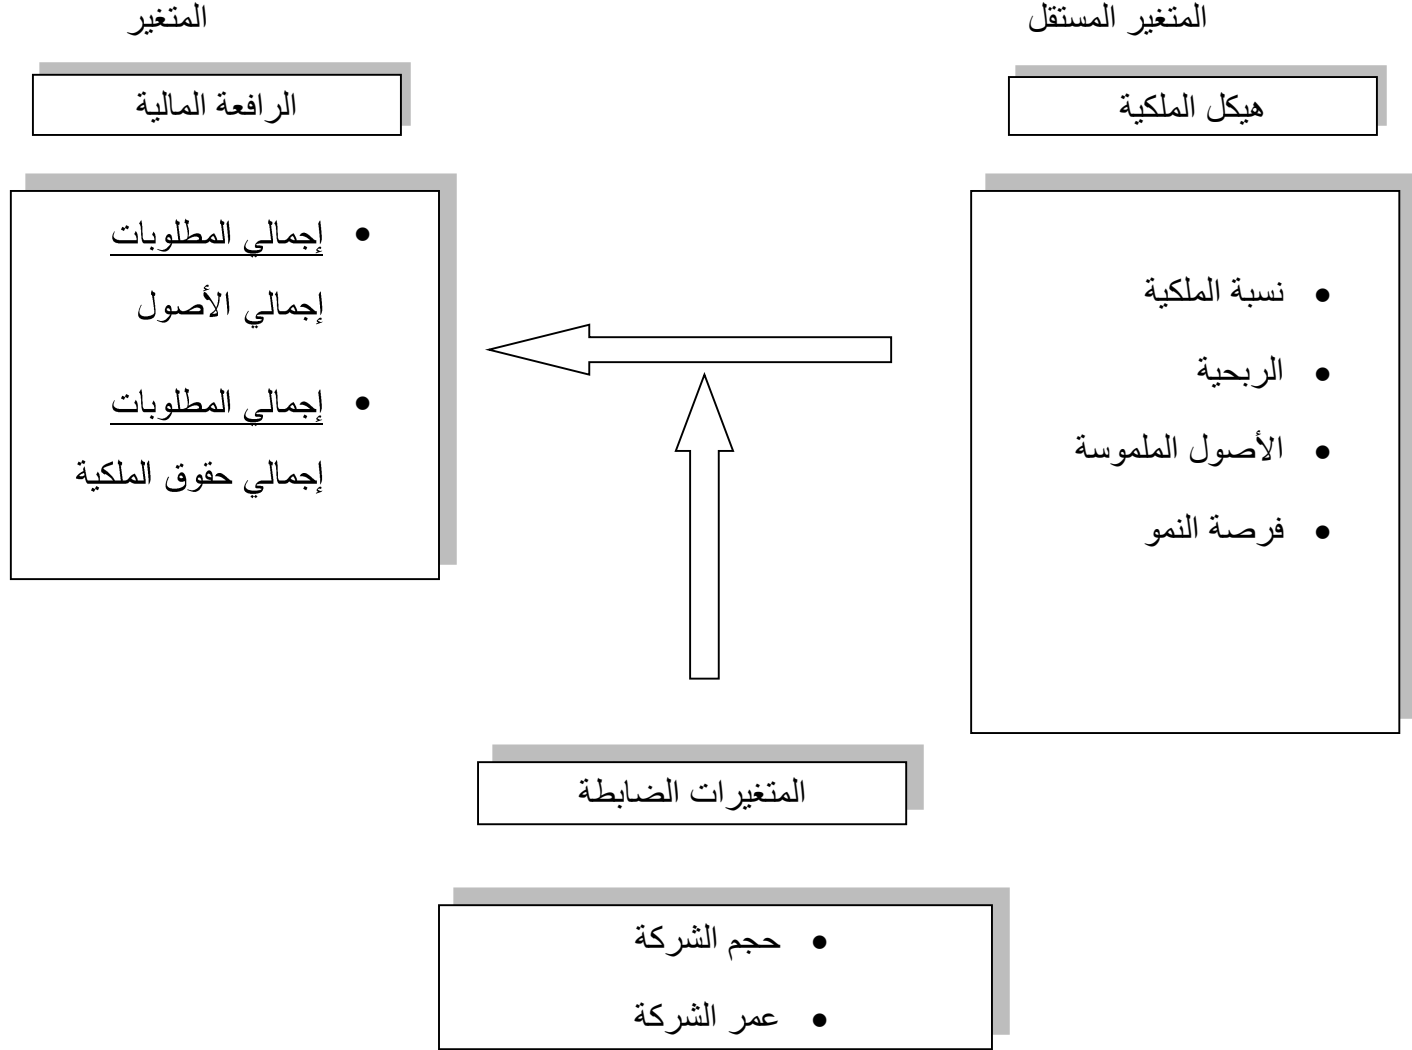 المتغير المستقل
المتغير
هيكل الملكية
الرافعة المالية
• نسبة الملكية
• الربحية
• الأصول الملموسة
• فرصة النمو
• إجمالي المطلوبات
إجمالي الأصول
• إجمالي المطلوبات
إجمالي حقوق الملكية
المتغيرات الضابطة
• حجم الشركة
• عمر الشركة